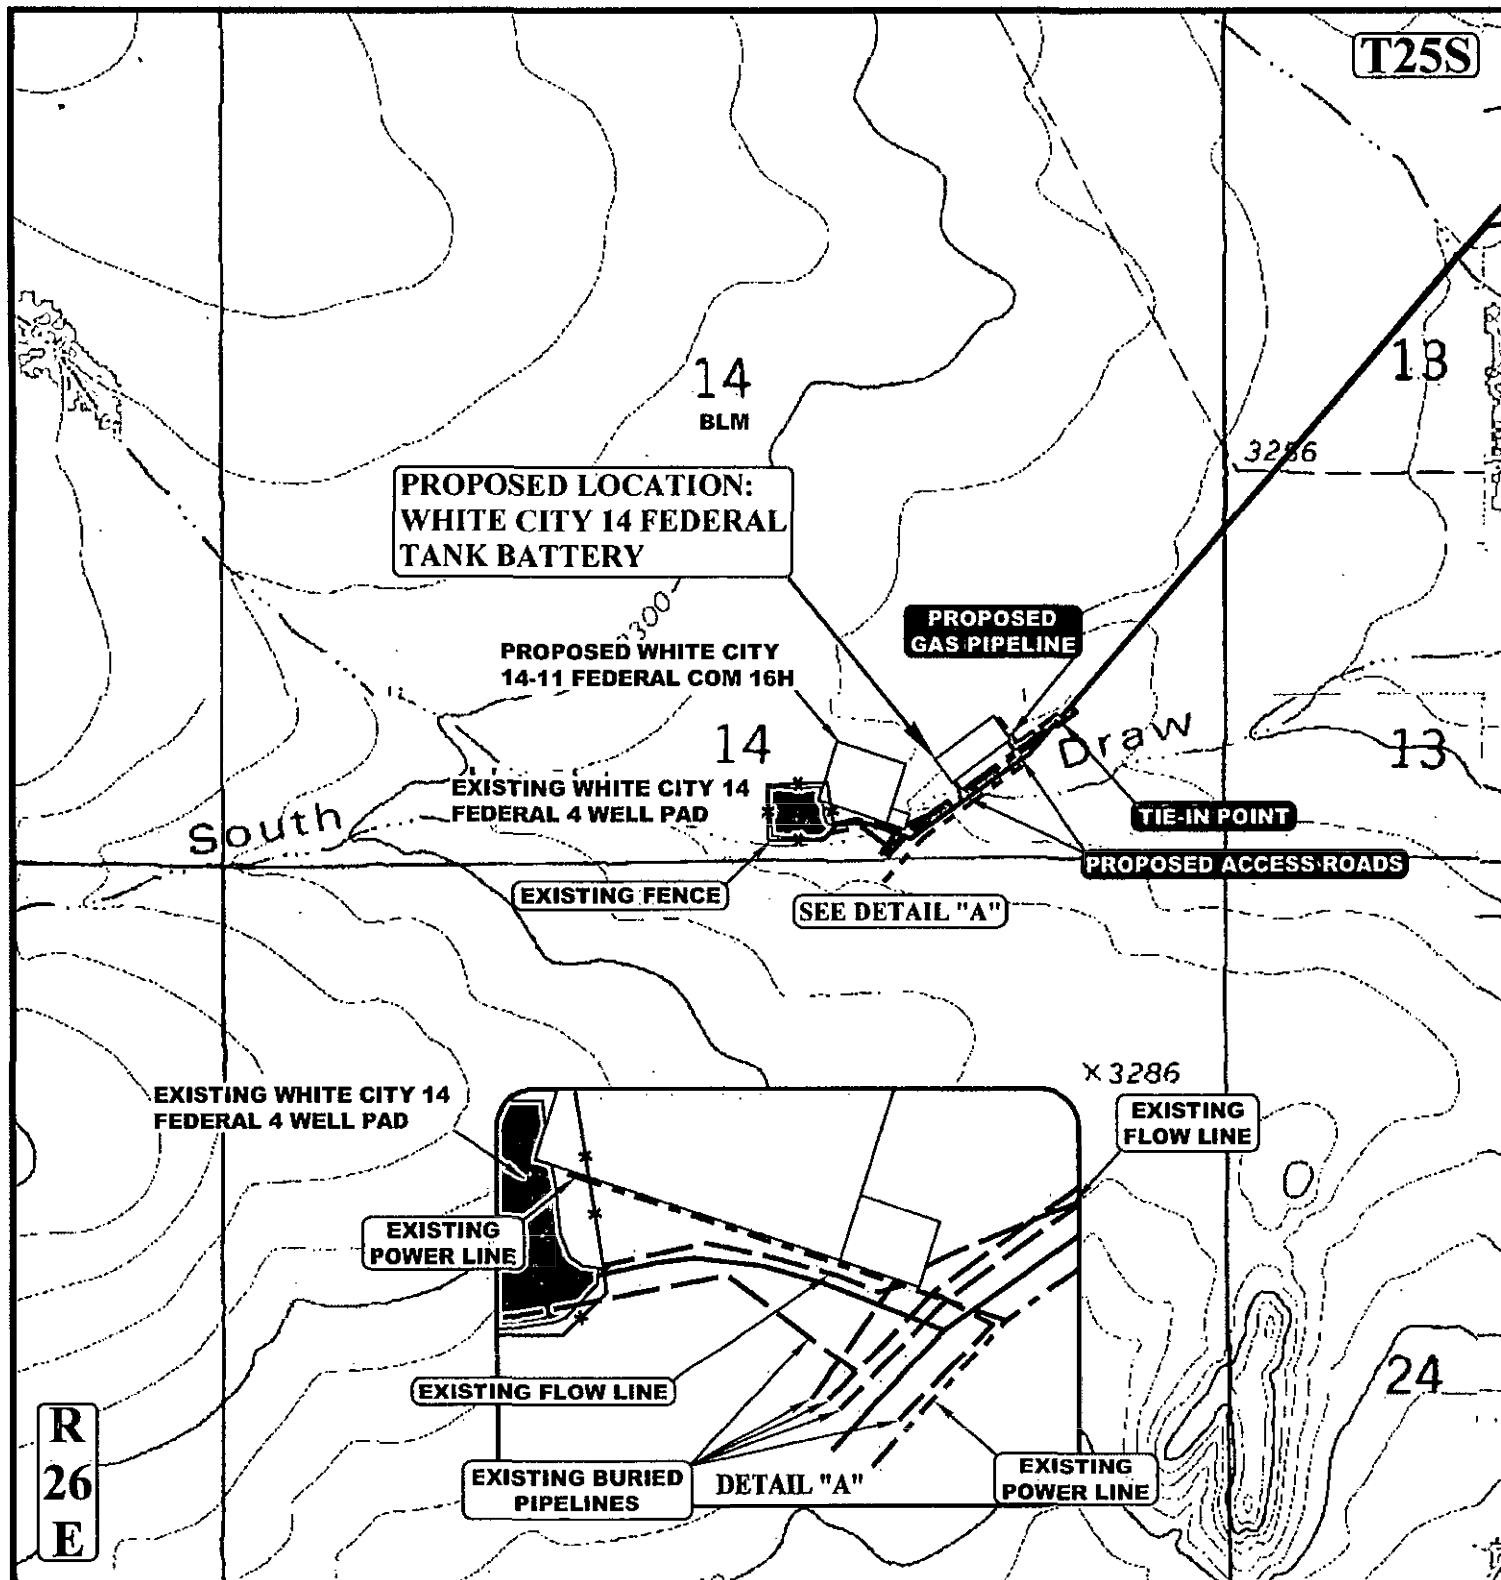 T25S
14
BLM
13
3256
PROPOSED LOCATION:
WHITE CITY 14 FEDERAL
TANK BATTERY
3300
PROPOSED
GAS PIPELINE
PROPOSED WHITE CITY
14-11 FEDERAL COM 16H
14
Draw
13
EXISTING WHITE CITY 14
FEDERAL 4 WELL PAD
South
TIE-IN POINT
PROPOSED ACCESS ROADS
EXISTING FENCE
SEE DETAIL "A"
×3286
EXISTING WHITE CITY 14
FEDERAL 4 WELL PAD
EXISTING
FLOW LINE
EXISTING
POWER LINE
EXISTING FLOW LINE
24
R
26
E
EXISTING BURIED
PIPELINES
DETAIL "A"
EXISTING
POWER LINE